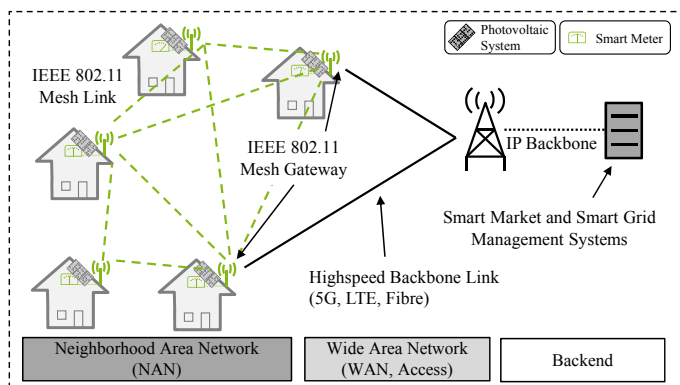 Photovoltaic
System
Smart Meter
IEEE 802.11
Mesh Link
IEEE 802.11
Mesh Gateway
IP Backbone
Smart Market and Smart Grid
Management Systems
Highspeed Backbone Link
(5G, LTE, Fibre)
Neighborhood Area Network
(NAN)
Wide Area Network
(WAN, Access)
Backend